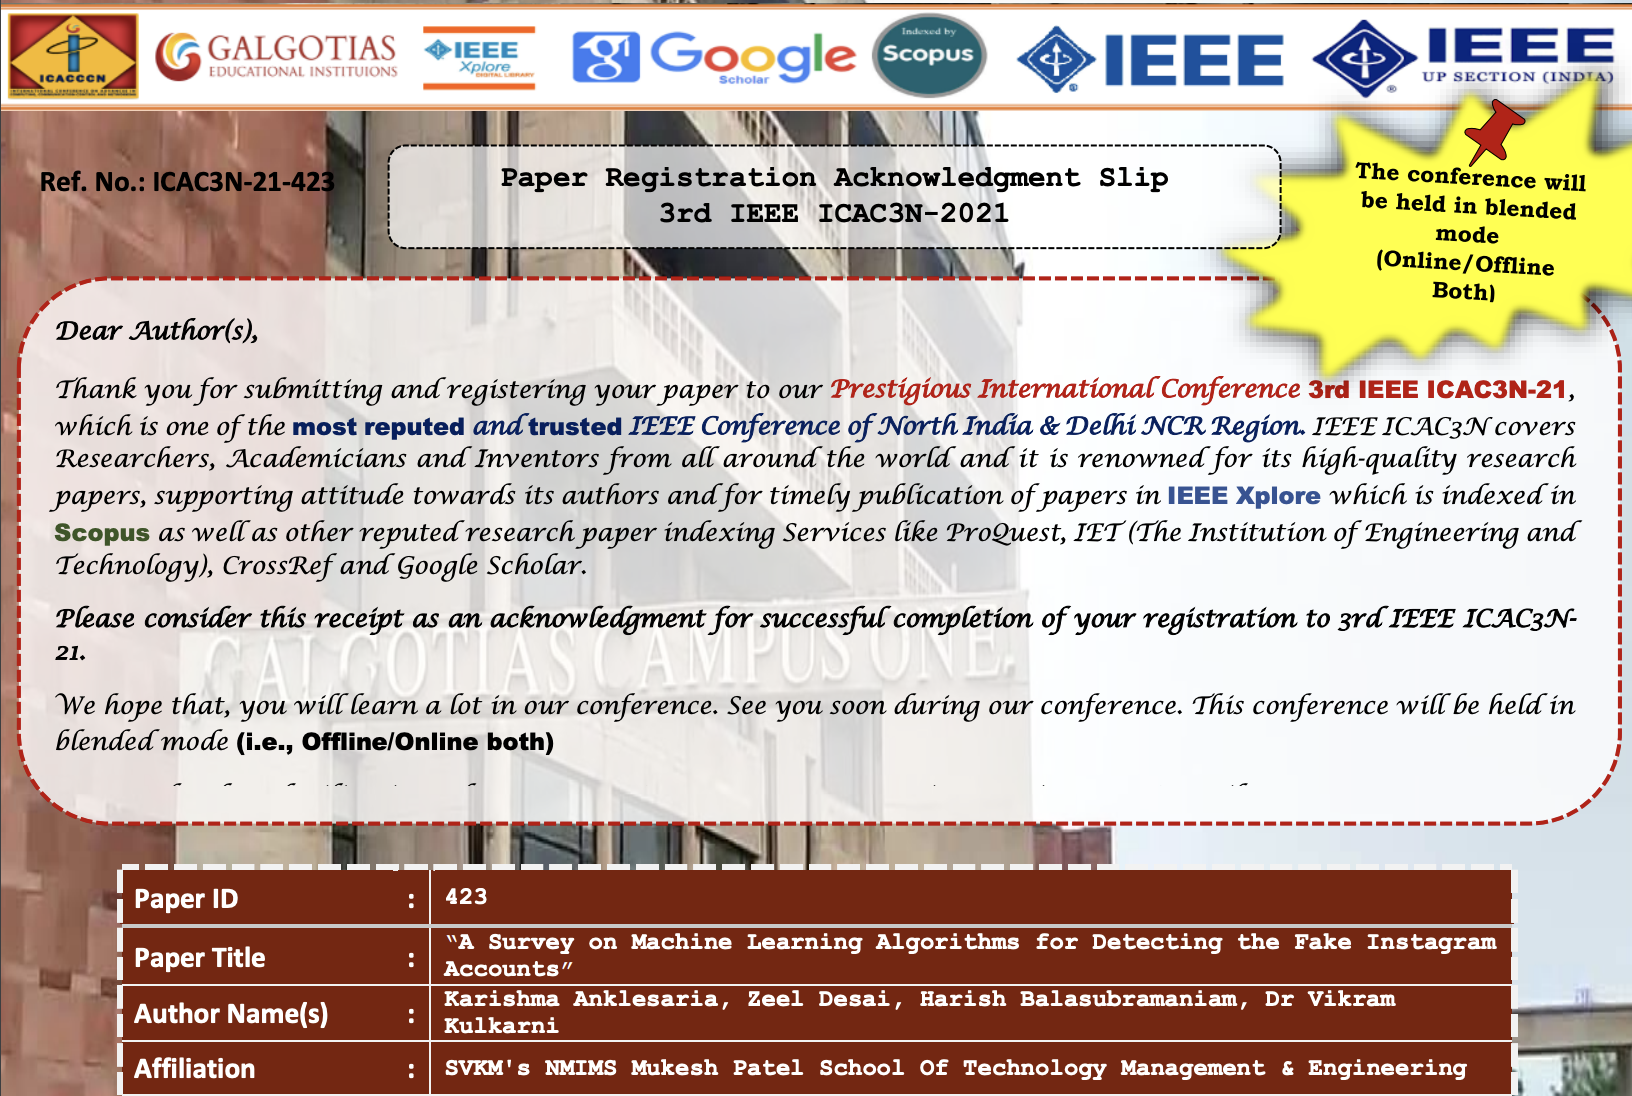 ICACCCN
INTERNATIONAL CONFERENCE ON ADVANCES IN
GALGOTIAS
EDUCATIONAL INSTITUIONS
IEEE
Xplore
DIGITAL LIBRARY
g
Google
Scholar
Indexed by
Scopus
IEEE
IEEE
UP SECTION (INDIA)
Ref. No.: ICAC3N-21-423
Paper Registration Acknowledgment Slip
3rd IEEE ICAC3N-2021
The conference will
be held in blended
mode
(Online/Offline
Both)
Dear Author(s),
Thank you for submitting and registering your paper to our Prestigious International Conference 3rd IEEE ICAC3N-21,
which is one of the most reputed and trusted IEEE Conference of North India & Delhi NCR Region. IEEE ICAC3N covers
Researchers, Academicians and Inventors from all around the world and it is renowned for its high-quality research
papers, supporting attitude towards its authors and for timely publication of papers in IEEE Xplore which is indexed in
Scopus as well as other reputed research paper indexing Services like ProQuest, IET (The Institution of Engineering and
Technology), CrossRef and Google Scholar.
Please consider this receipt as an acknowledgment for successful completion of your registration to 3rd IEEE ICAC3N-
21.
GALGOTIAS CAMPUS ONE.
We hope that, you will learn a lot in our conference. See you soon during our conference. This conference will be held in
blended mode (i.e., Offline/Online both)
Paper ID : 423
Paper Title : “A Survey on Machine Learning Algorithms for Detecting the Fake Instagram
Accounts”
Author Name(s) : Karishma Anklesaria, Zeel Desai, Harish Balasubramaniam, Dr Vikram
Kulkarni
Affiliation : SVKM's NMIMS Mukesh Patel School Of Technology Management & Engineering